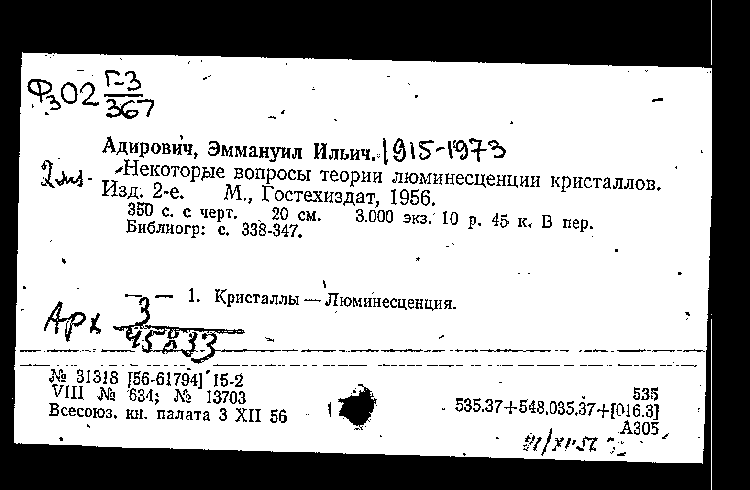 Ф3 02 Г-3
367
Адирович, Эммануил Ильич. 1915-1973
Некоторые вопросы теории люминесценции кристаллов.
Изд. 2-е. М., Гостехиздат, 1956.
350 с. с черт. 20 см. 3.000 экз. 10 р. 45 к. В пер.
Библиогр: с. 338-347.
— — 1. Кристаллы — Люминесценция.
Арх 3
45833
№ 31318 [56-61794] 15-2
VIII № 634; № 13703
Всесоюз. кн. палата 3 XII 56
535
535.37+548.035.37+[016.3]
А305